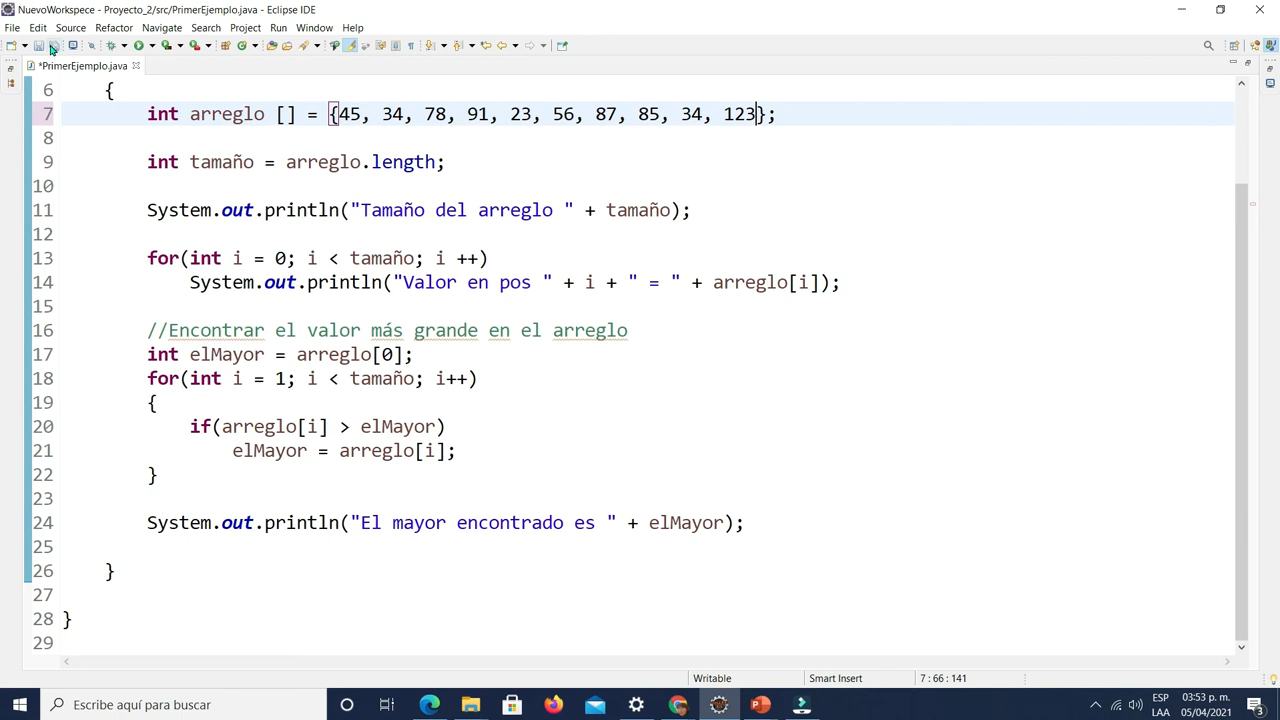 NuevoWorkspece - Proyecto_2/src/PrimerEjemplo.java - Eclipse IDE
File Edit Source Refactor Navigate Search Project Run Window Help
*PrimerEjemplo.java
6 {
7 int arreglo [] = {45, 34, 78, 91, 23, 56, 87, 85, 34, 123};
8
9 int tamaño = arreglo.length;
10
11 System.out.println("Tamaño del arreglo " + tamaño);
12
13 for(int i = 0; i < tamaño; i ++)
14 System.out.println("Valor en pos " + i + " = " + arreglo[i]);
15
16 //Encontrar el valor más grande en el arreglo
17 int elMayor = arreglo[0];
18 for(int i = 1; i < tamaño; i++)
19 {
20 if(arreglo[i] > elMayor)
21 elMayor = arreglo[i];
22 }
23
24 System.out.println("El mayor encontrado es " + elMayor);
25
26 }
27
28 }
29
Writable Smart Insert 7 : 66 : 141
Escribe aquí para buscar
ESP 03:53 p. m.
LAA 05/04/2021 3